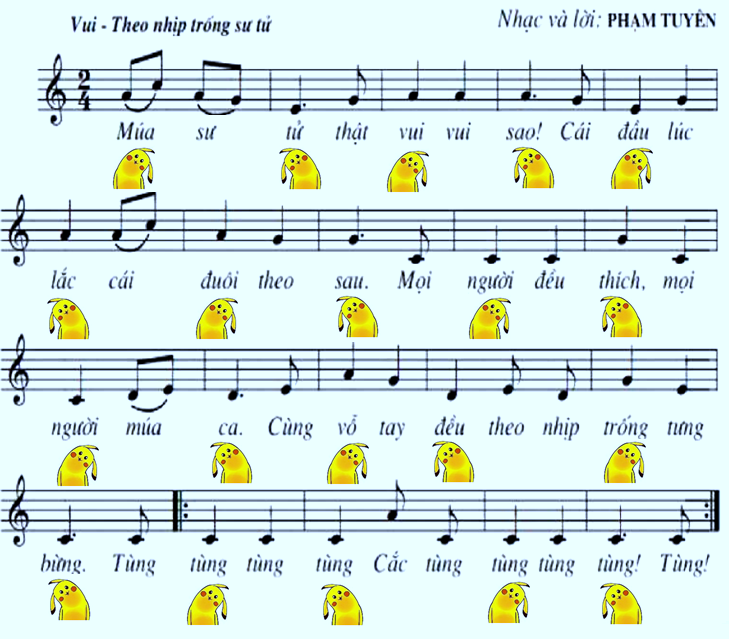 Vui - Theo nhịp trống sư tử
Nhạc và lời: PHẠM TUYÊN
2
4
Múa sư tử thật vui vui sao! Cái đầu lúc
lắc cái đuôi theo sau. Mọi người đều thích, mọi
người múa ca. Cùng vỗ tay đều theo nhịp trống tưng
bừng. Tùng tùng tùng tùng Cắc tùng tùng tùng tùng! Tùng!